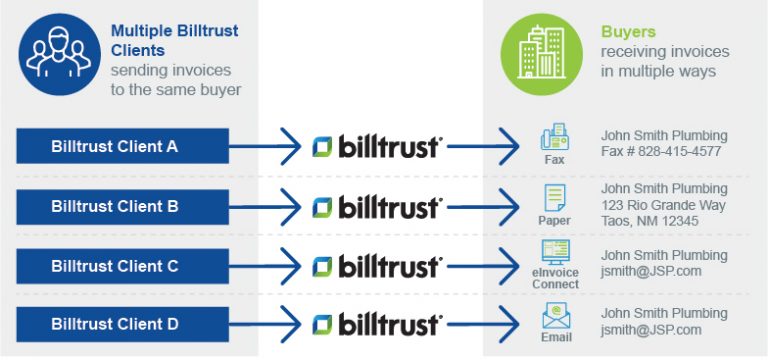 Multiple Billtrust
Clients
sending invoices
to the same buyer
Buyers
receiving invoices
in multiple ways
Billtrust Client A
billtrust®
Fax
John Smith Plumbing
Fax # 828-415-4577
Billtrust Client B
billtrust®
Paper
John Smith Plumbing
123 Rio Grande Way
Taos, NM 12345
Billtrust Client C
billtrust®
eInvoice
Connect
John Smith Plumbing
jsmith@JSP.com
Billtrust Client D
billtrust®
Email
John Smith Plumbing
jsmith@JSP.com